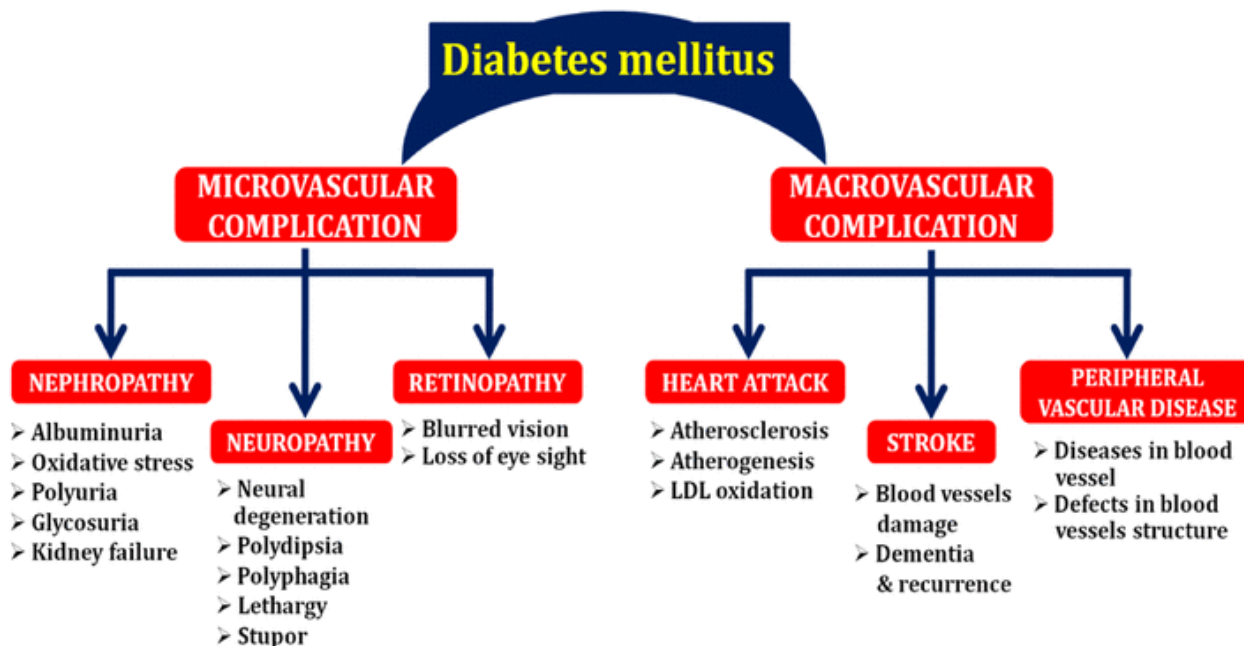 Diabetes mellitus
MICROVASCULAR
COMPLICATION
MACROVASCULAR
COMPLICATION
NEPHROPATHY
➢ Albuminuria
➢ Oxidative stress
➢ Polyuria
➢ Glycosuria
➢ Kidney failure
NEUROPATHY
➢ Neural
degeneration
➢ Polydipsia
➢ Polyphagia
➢ Lethargy
➢ Stupor
RETINOPATHY
➢ Blurred vision
➢ Loss of eye sight
HEART ATTACK
➢ Atherosclerosis
➢ Atherogenesis
➢ LDL oxidation
STROKE
➢ Blood vessels
damage
➢ Dementia
& recurrence
PERIPHERAL
VASCULAR DISEASE
➢ Diseases in blood
vessel
➢ Defects in blood
vessels structure